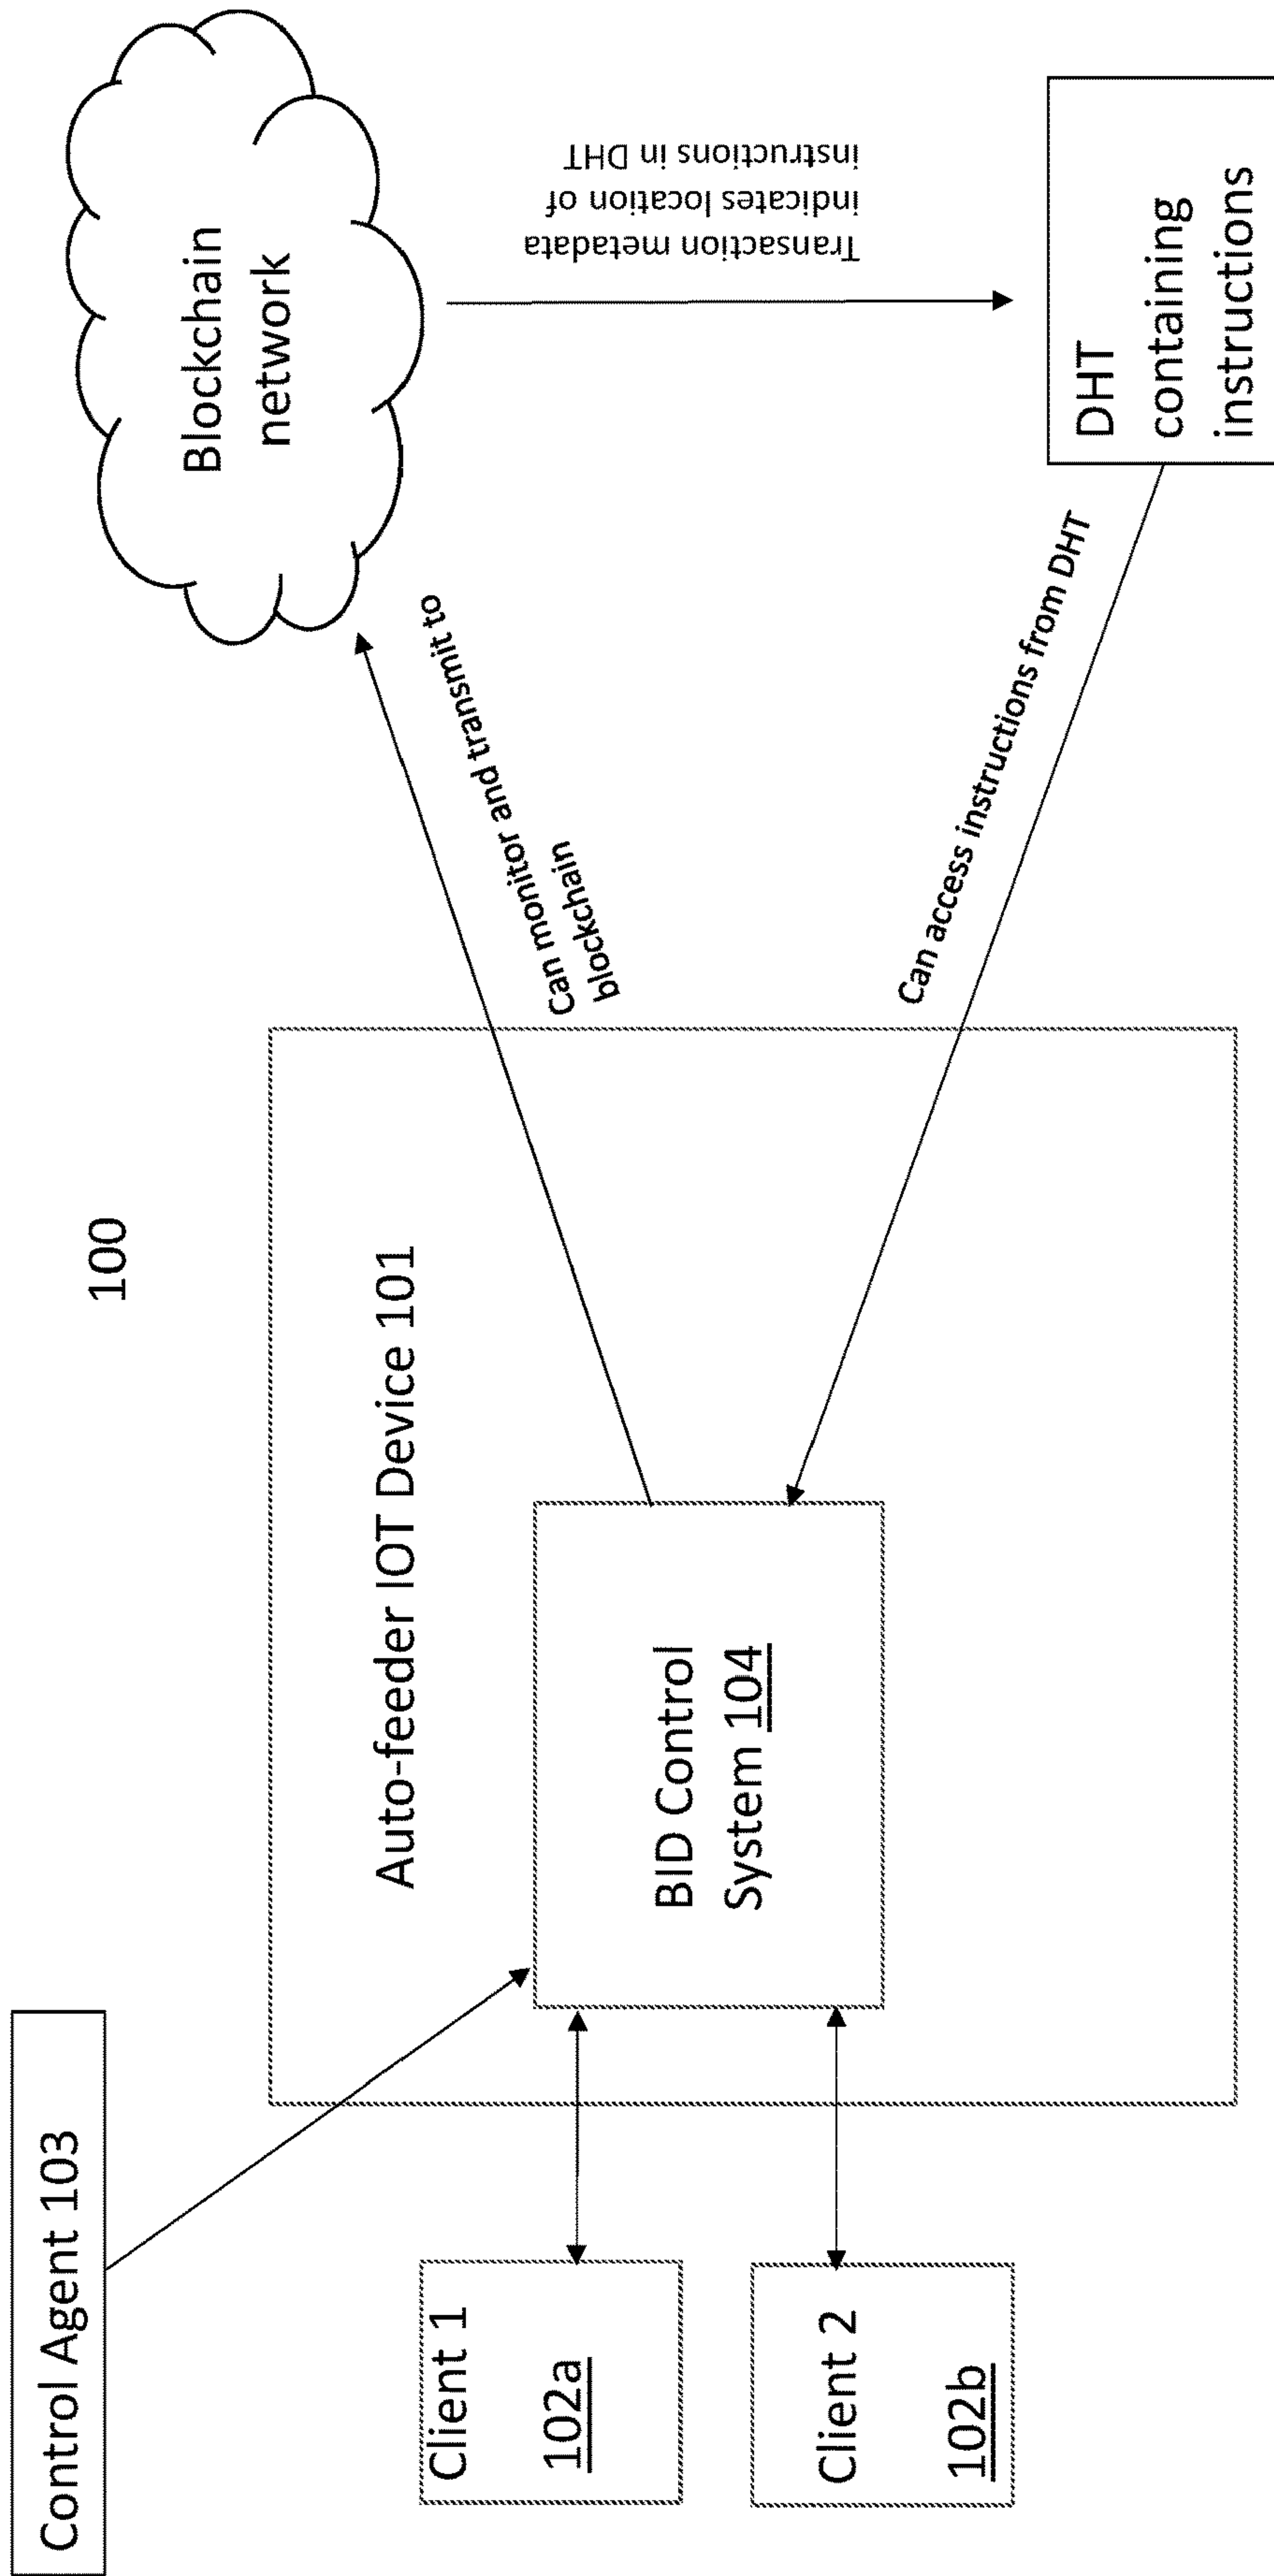 100
Control Agent 103
Auto-feeder IOT Device 101
BID Control
System 104
Client 1
102a
Client 2
102b
Can monitor and transmit to
blockchain
Can access instructions from DHT
Blockchain
network
Transaction metadata
indicates location of
instructions in DHT
DHT
containing
instructions